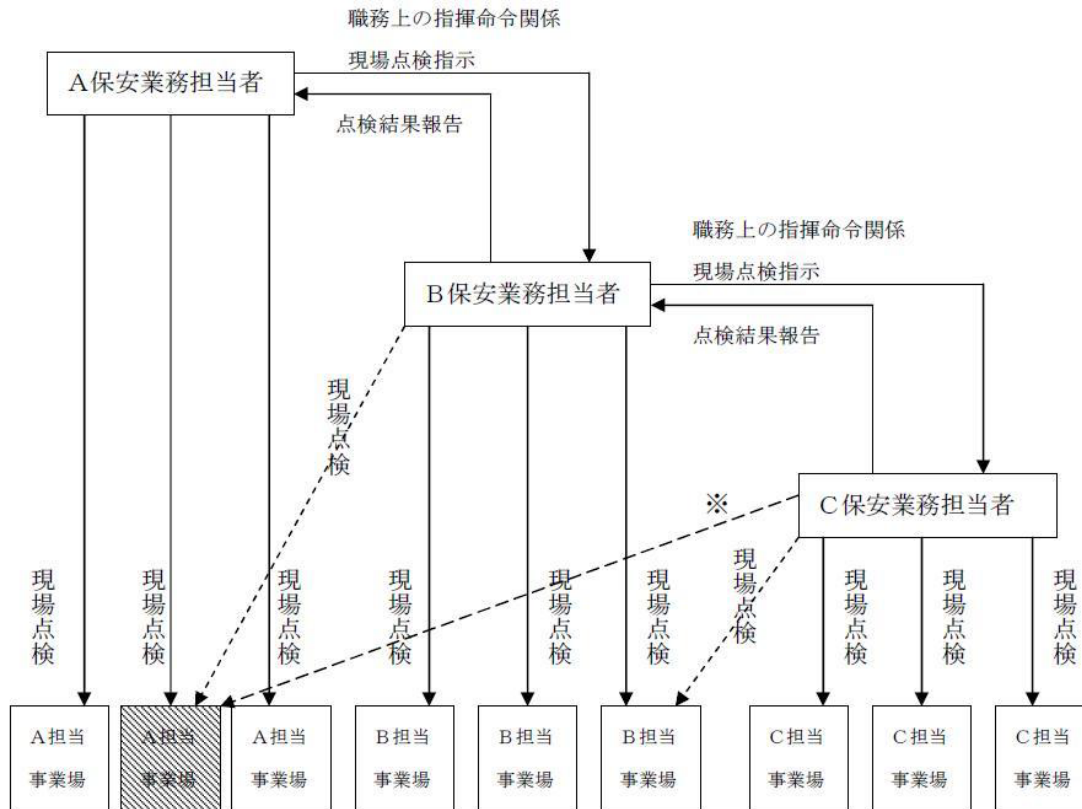 職務上の指揮命令関係
現場点検指示
A保安業務担当者
点検結果報告
職務上の指揮命令関係
現場点検指示
B保安業務担当者
点検結果報告
現場点検
C保安業務担当者
※
現場点検
現場点検
現場点検
現場点検
現場点検
現場点検
現場点検
現場点検
現場点検
現場点検
A担当
事業場
A担当
事業場
A担当
事業場
B担当
事業場
B担当
事業場
B担当
事業場
C担当
事業場
C担当
事業場
C担当
事業場